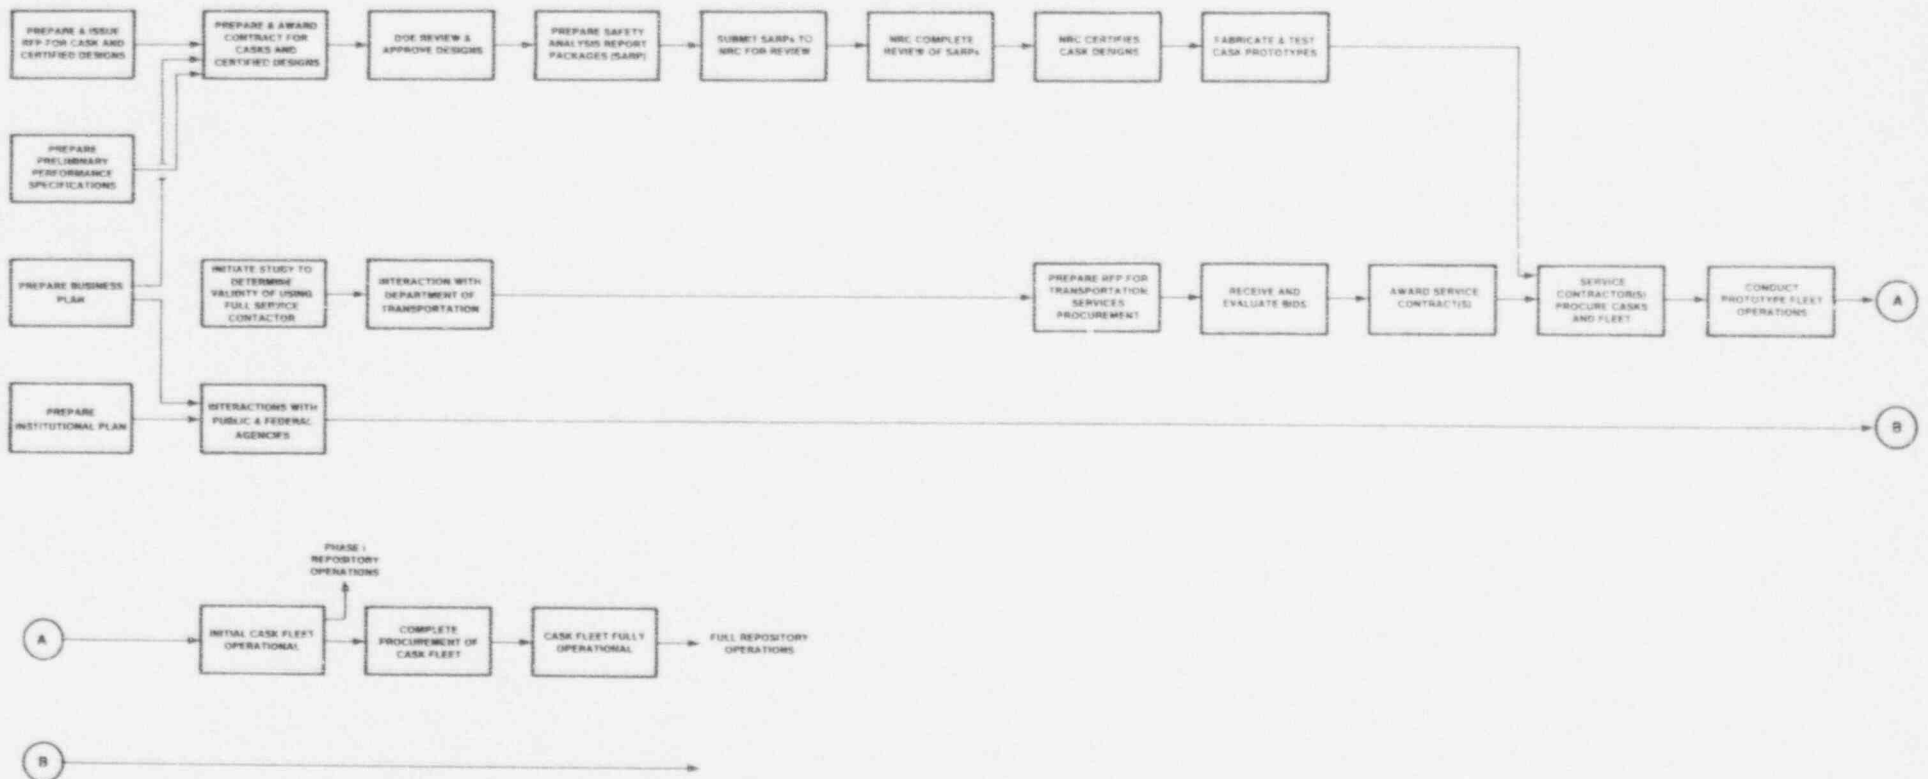 PREPARE & ISSUE
RFP FOR CASK AND
CERTIFIED DESIGNS
PREPARE & AWARD
CONTRACT FOR
CASKS AND
CERTIFIED DESIGNS
DOE REVIEW &
APPROVE DESIGNS
PREPARE SAFETY
ANALYSIS REPORT
PACKAGES (SARP)
SUBMIT SARPs TO
NRC FOR REVIEW
NRC COMPLETE
REVIEW OF SARPs
NRC CERTIFIES
CASK DESIGNS
FABRICATE & TEST
CASK PROTOTYPES
PREPARE
PRELIMINARY
PERFORMANCE
SPECIFICATIONS
PREPARE BUSINESS
PLAN
INITIATE STUDY TO
DETERMINE
VALIDITY OF USING
FULL SERVICE
CONTACTOR
INTERACTION WITH
DEPARTMENT OF
TRANSPORTATION
PREPARE RFP FOR
TRANSPORTATION
SERVICES
PROCUREMENT
RECEIVE AND
EVALUATE BIDS
AWARD SERVICE
CONTRACT(S)
SERVICE
CONTRACTOR(S)
PROCURE CASKS
AND FLEET
CONDUCT
PROTOTYPE FLEET
OPERATIONS
A
PREPARE
INSTITUTIONAL PLAN
INTERACTIONS WITH
PUBLIC & FEDERAL
AGENCIES
B
PHASE I
REPOSITORY
OPERATIONS
A
INITIAL CASK FLEET
OPERATIONAL
COMPLETE
PROCUREMENT OF
CASK FLEET
CASK FLEET FULLY
OPERATIONAL
FULL REPOSITORY
OPERATIONS
B